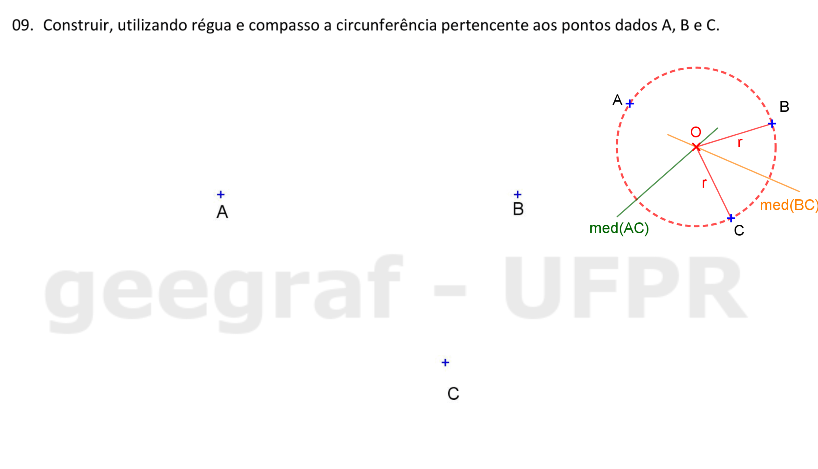 09. Construir, utilizando régua e compasso a circunferência pertencente aos pontos dados A, B e C.
A
B
O
r
r
med(BC)
med(AC)
C
A
B
geegraf - UFPR
C